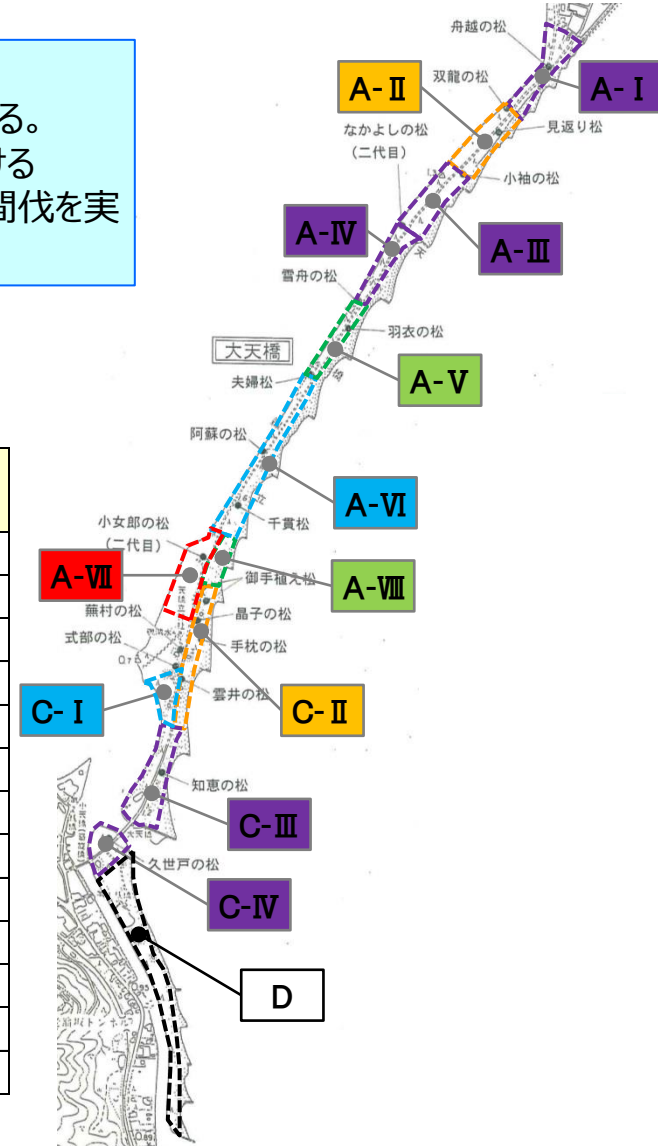 る。
ける
間伐を実
舟越の松
A-Ⅰ
双龍の松
A-Ⅱ
見返り松
なかよしの松
(二代目)
小袖の松
A-Ⅲ
A-Ⅳ
雪舟の松
羽衣の松
大天橋
夫婦松
A-Ⅴ
阿蘇の松
A-Ⅵ
千貫松
小女郎の松
(二代目)
A-Ⅶ
御手植え松
A-Ⅷ
蕪村の松
晶子の松
式部の松
手枕の松
雲井の松
C-Ⅰ
C-Ⅱ
知恵の松
C-Ⅲ
大天橋
久世戸の松
C-Ⅳ
D